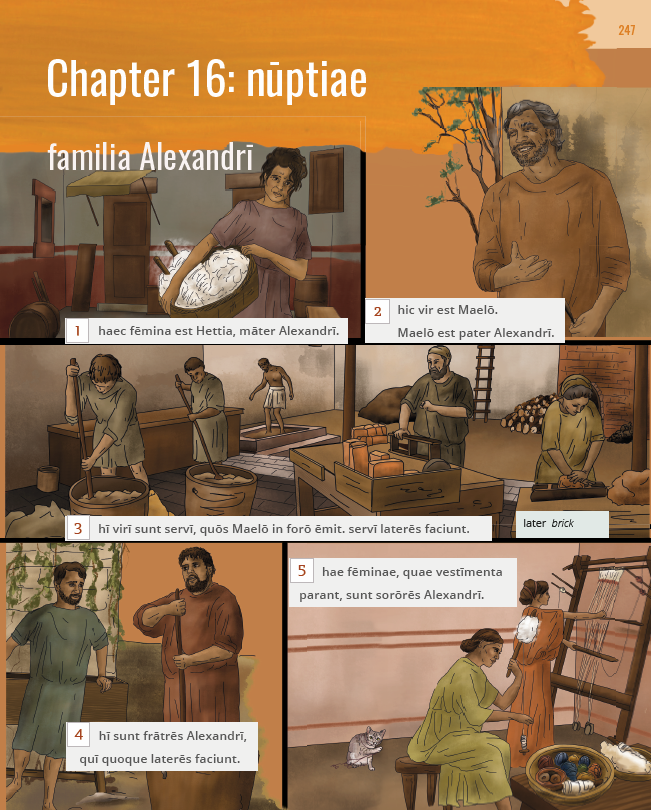 247
Chapter 16: nūptiae
familia Alexandrī
1 haec fēmina est Hettia, māter Alexandrī.
2 hic vir est Maelō.
Maelō est pater Alexandrī.
3 hī virī sunt servī, quōs Maelō in forō ēmit. servī laterēs faciunt.
later brick
4 hī sunt frātrēs Alexandrī,
quī quoque laterēs faciunt.
5 hae fēminae, quae vestīmenta
parant, sunt sorōrēs Alexandrī.